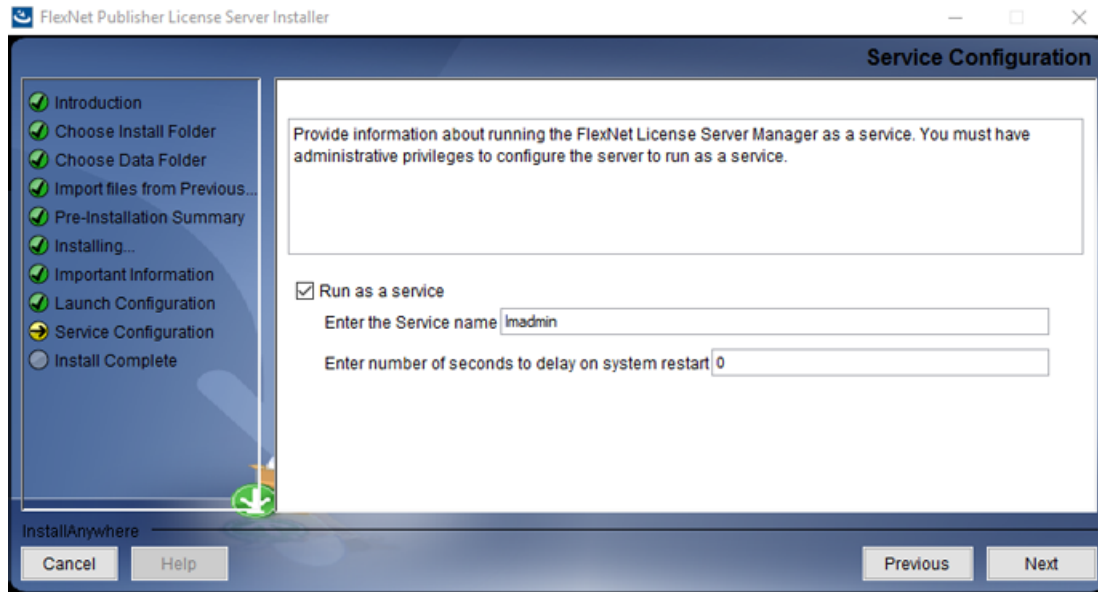 FlexNet Publisher License Server Installer
Service Configuration
Introduction
Choose Install Folder
Choose Data Folder
Import files from Previous...
Pre-Installation Summary
Installing...
Important Information
Launch Configuration
Service Configuration
Install Complete
Provide information about running the FlexNet License Server Manager as a service. You must have
administrative privileges to configure the server to run as a service.
Run as a service
Enter the Service name lmadmin
Enter number of seconds to delay on system restart 0
InstallAnywhere
Cancel Help Previous Next